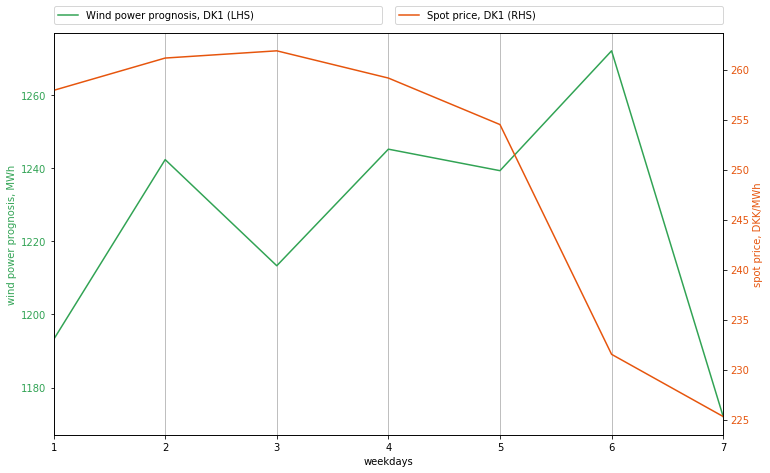 Wind power prognosis, DK1 (LHS)
Spot price, DK1 (RHS)
wind power prognosis, MWh
1260
1240
1220
1200
1180
260
255
250
245
240
235
230
225
spot price, DKK/MWh
1 2 3 4 5 6 7
weekdays